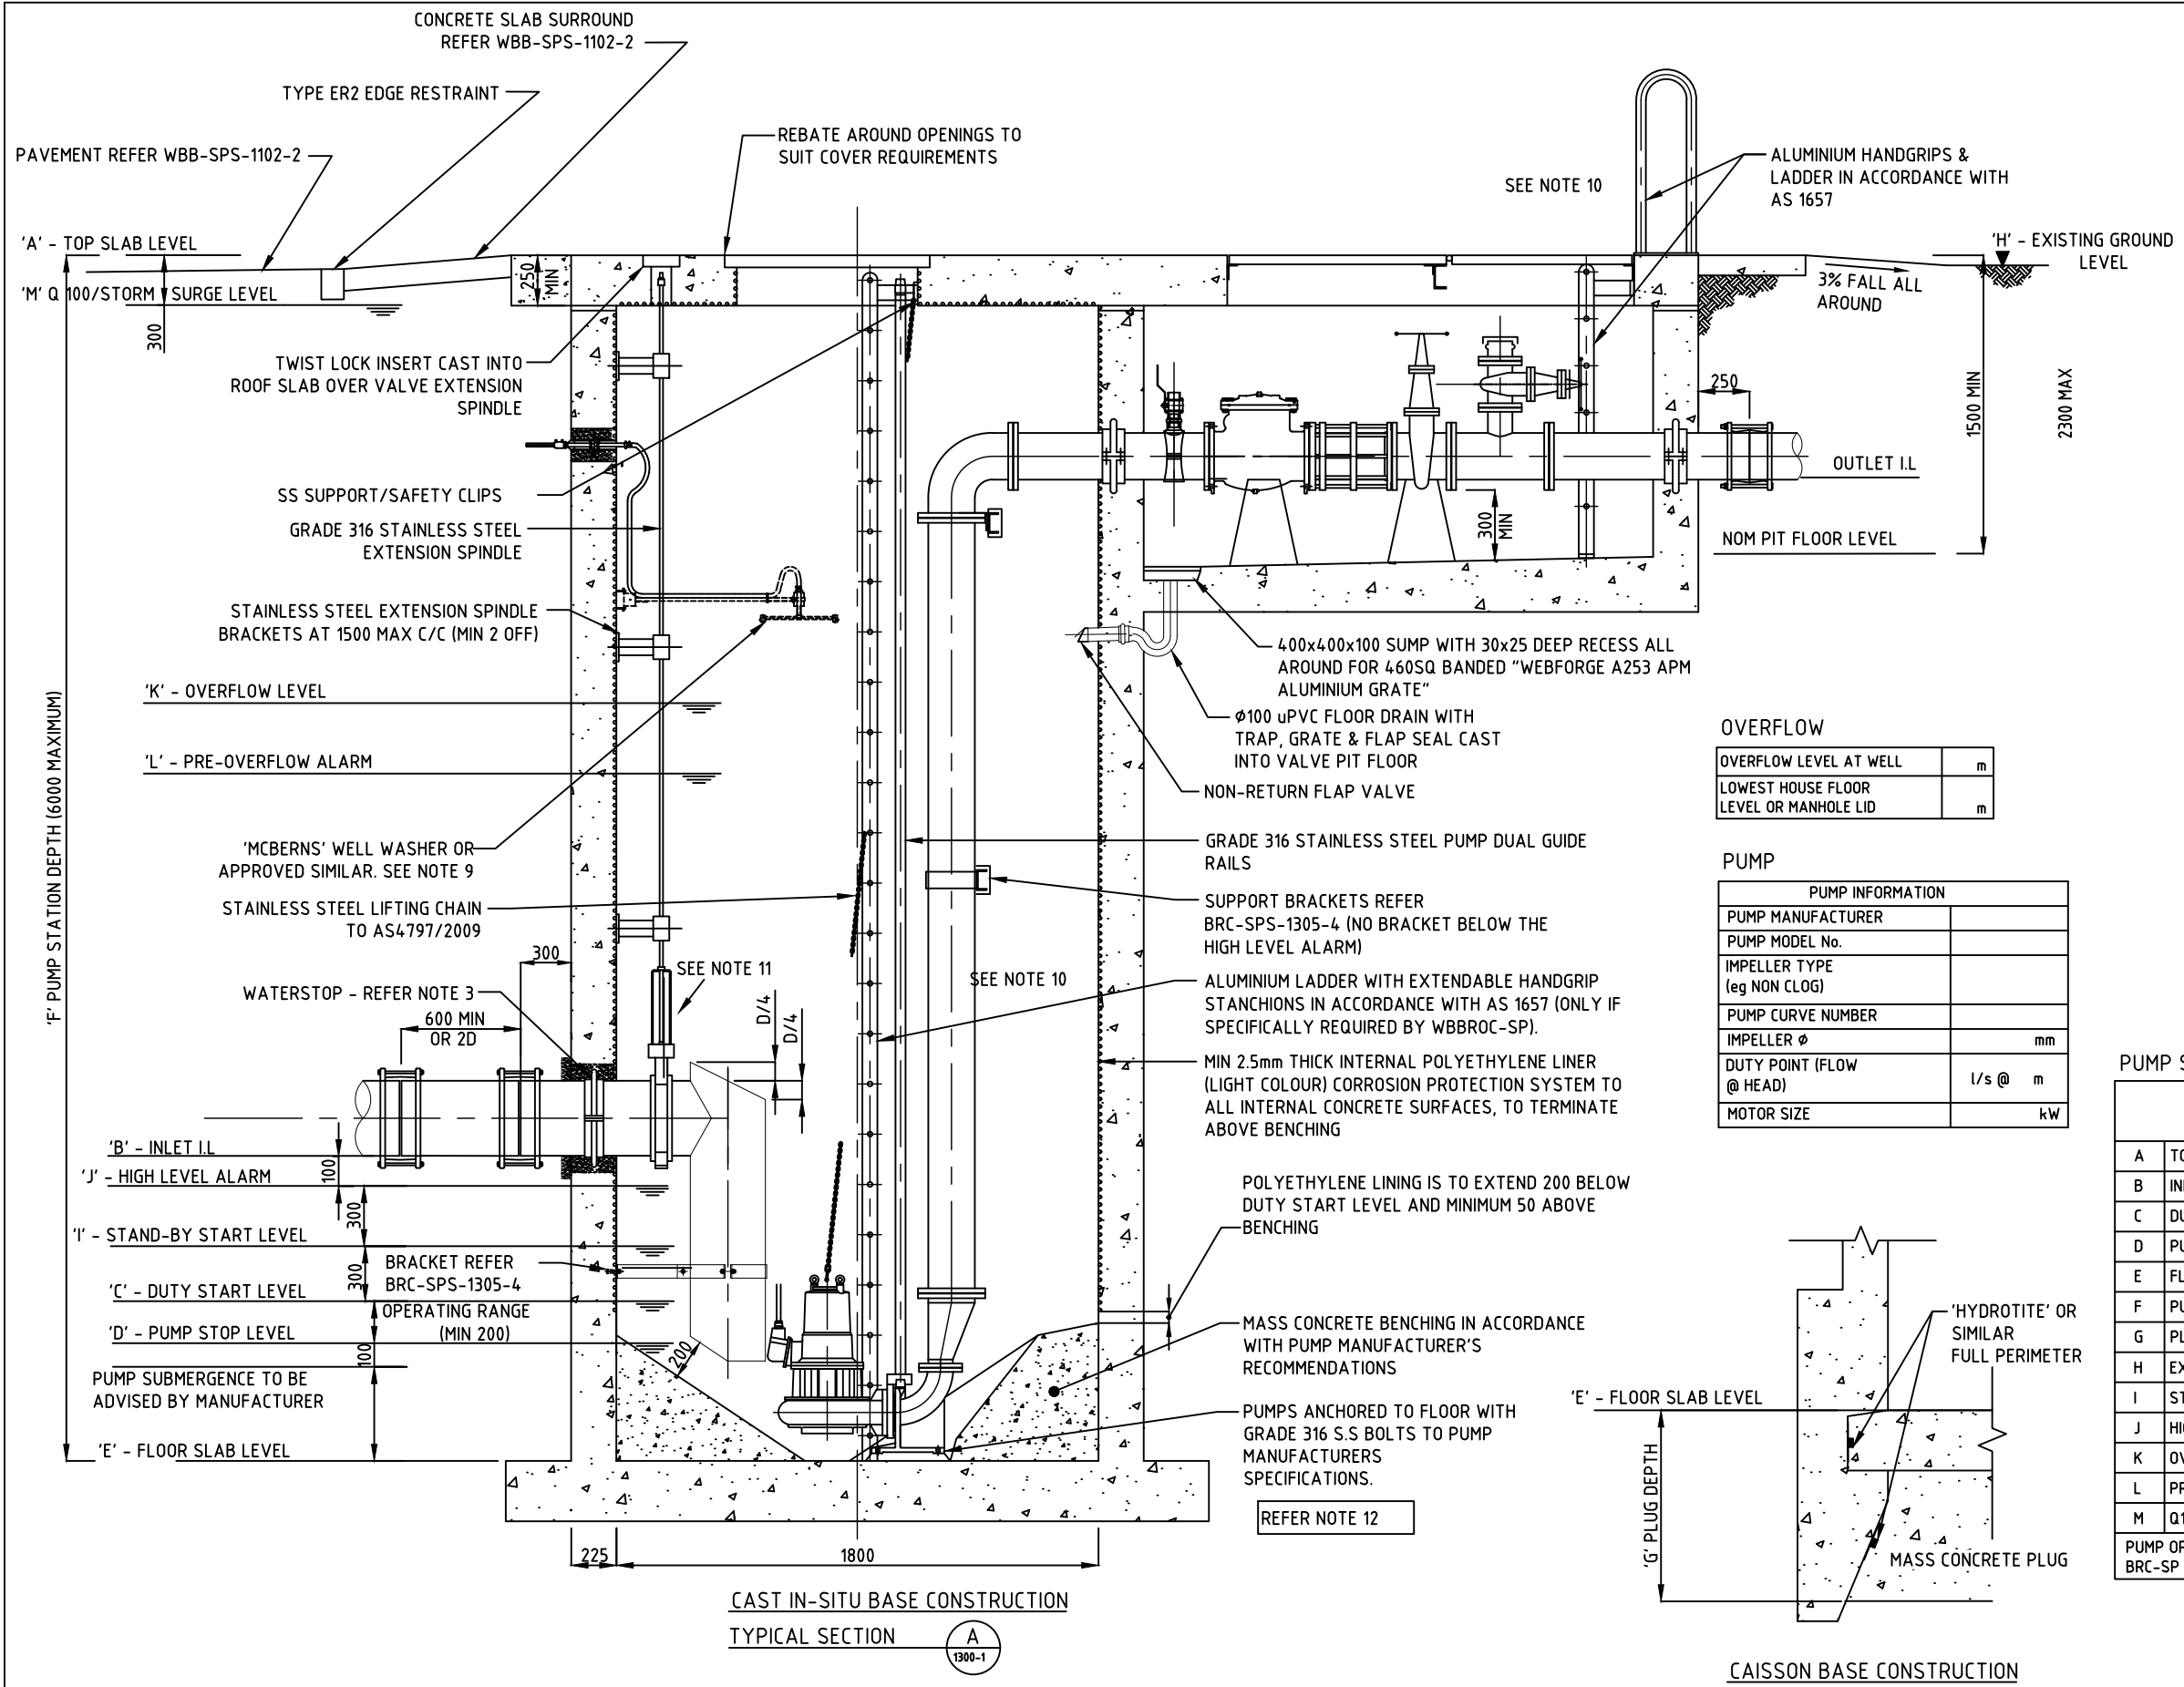 CONCRETE SLAB SURROUND
REFER WBB-SPS-1102-2
TYPE ER2 EDGE RESTRAINT
PAVEMENT REFER WBB-SPS-1102-2
REBATE AROUND OPENINGS TO
SUIT COVER REQUIREMENTS
SEE NOTE 10
ALUMINIUM HANDGRIPS &
LADDER IN ACCORDANCE WITH
AS 1657
'A' - TOP SLAB LEVEL
'M' Q 100/STORM SURGE LEVEL
300
250
MIN
'H' - EXISTING GROUND
LEVEL
3% FALL ALL
AROUND
TWIST LOCK INSERT CAST INTO
ROOF SLAB OVER VALVE EXTENSION
SPINDLE
250
1500 MIN
2300 MAX
SS SUPPORT/SAFETY CLIPS
OUTLET I.L
GRADE 316 STAINLESS STEEL
EXTENSION SPINDLE
300
MIN
NOM PIT FLOOR LEVEL
STAINLESS STEEL EXTENSION SPINDLE
BRACKETS AT 1500 MAX C/C (MIN 2 OFF)
400x400x100 SUMP WITH 30x25 DEEP RECESS ALL
AROUND FOR 460SQ BANDED "WEBFORGE A253 APM
ALUMINIUM GRATE"
'K' - OVERFLOW LEVEL
Ø100 uPVC FLOOR DRAIN WITH
TRAP, GRATE & FLAP SEAL CAST
INTO VALVE PIT FLOOR
'L' - PRE-OVERFLOW ALARM
NON-RETURN FLAP VALVE
'F' PUMP STATION DEPTH (6000 MAXIMUM)
OVERFLOW
OVERFLOW LEVEL AT WELL m
LOWEST HOUSE FLOOR
LEVEL OR MANHOLE LID m
'MCBERNS' WELL WASHER OR
APPROVED SIMILAR. SEE NOTE 9
GRADE 316 STAINLESS STEEL PUMP DUAL GUIDE
RAILS
STAINLESS STEEL LIFTING CHAIN
TO AS4797/2009
SUPPORT BRACKETS REFER
BRC-SPS-1305-4 (NO BRACKET BELOW THE
HIGH LEVEL ALARM)
PUMP
PUMP INFORMATION
PUMP MANUFACTURER
PUMP MODEL No.
IMPELLER TYPE
(eg NON CLOG)
PUMP CURVE NUMBER
IMPELLER Ø mm
DUTY POINT (FLOW
@ HEAD) l/s @ m
MOTOR SIZE kW
300
SEE NOTE 11
SEE NOTE 10
WATERSTOP - REFER NOTE 3
600 MIN
OR 2D
D/4
D/4
ALUMINIUM LADDER WITH EXTENDABLE HANDGRIP
STANCHIONS IN ACCORDANCE WITH AS 1657 (ONLY IF
SPECIFICALLY REQUIRED BY WBBROC-SP).
MIN 2.5mm THICK INTERNAL POLYETHYLENE LINER
(LIGHT COLOUR) CORROSION PROTECTION SYSTEM TO
ALL INTERNAL CONCRETE SURFACES, TO TERMINATE
ABOVE BENCHING
'B' - INLET I.L
100
'J' - HIGH LEVEL ALARM
300
'I' - STAND-BY START LEVEL
300
BRACKET REFER
BRC-SPS-1305-4
'C' - DUTY START LEVEL
OPERATING RANGE
(MIN 200)
'D' - PUMP STOP LEVEL
100
200
PUMP SUBMERGENCE TO BE
ADVISED BY MANUFACTURER
'E' - FLOOR SLAB LEVEL
POLYETHYLENE LINING IS TO EXTEND 200 BELOW
DUTY START LEVEL AND MINIMUM 50 ABOVE
BENCHING
MASS CONCRETE BENCHING IN ACCORDANCE
WITH PUMP MANUFACTURER'S
RECOMMENDATIONS
PUMPS ANCHORED TO FLOOR WITH
GRADE 316 S.S BOLTS TO PUMP
MANUFACTURERS
SPECIFICATIONS.
REFER NOTE 12
225
1800
CAST IN-SITU BASE CONSTRUCTION
TYPICAL SECTION
A
1300-1
'HYDROTITE' OR
SIMILAR
FULL PERIMETER
'E' - FLOOR SLAB LEVEL
'G' PLUG DEPTH
MASS CONCRETE PLUG
CAISSON BASE CONSTRUCTION
PUMP S
A TO
B IN
C DU
D PU
E FL
F PU
G PL
H EX
I ST
J HI
K OV
L PR
M Q1
PUMP OP
BRC-SP